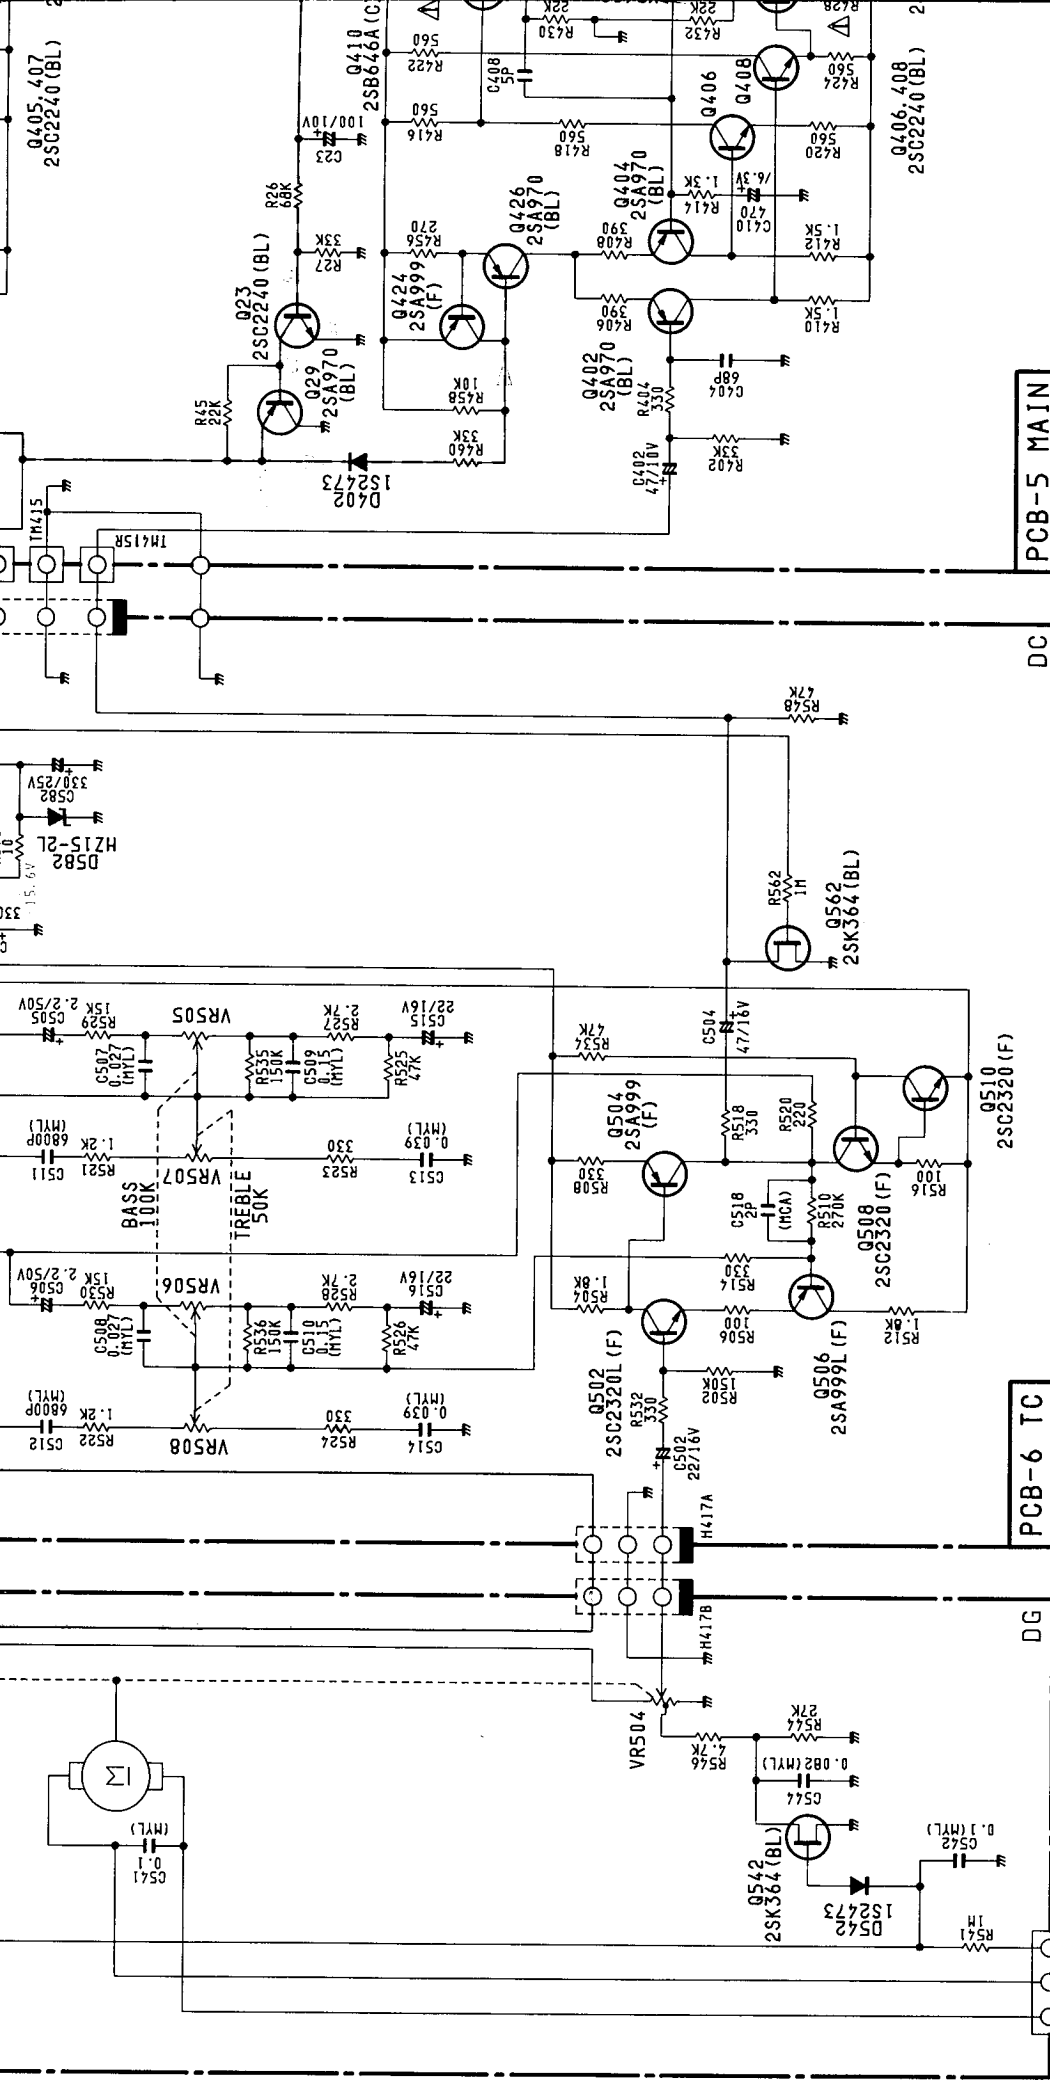 Q405,407
2SC2240(BL)
Q410
2SB646A(C)
560
R422
560
R416
C408
5P
22K
R430
22K
R432
R428
560
R424
Q406
Q408
Q406,408
2SC2240(BL)
560
R418
560
R420
100/10V
C23
R26
68K
33K
R27
Q23
2SC2240(BL)
Q29
2SA970
(BL)
R45
22K
270
R456
Q424
2SA999
(F)
Q426
2SA970
(BL)
Q404
2SA970
(BL)
1.3K
R414
/6.3V
470
C410
390
R408
1.5K
R412
390
R406
1.5K
R410
Q402
2SA970
(BL)
10K
R458
33K
R460
D402
1S2473
R404
330
68P
C404
C402
47/10V
33K
R402
PCB-5 MAIN
TM415
TM415R
DC
47K
R548
330/25V
C582
D582
HZ15-2L
10
15.6V
330
R562
1M
Q562
2SK364(BL)
2.2/50V
C505
15K
R529
C507
0.027
(MYL)
VR505
R535
150K
C509
0.15
(MYL)
2.7K
R527
R525
47K
22/16V
C515
6800P
(MYL)
C511
1.2K
R521
VR507
330
R523
0.039
(MYL)
C513
BASS
100K
TREBLE
50K
2.2/50V
C506
15K
R530
C508
0.027
(MYL)
VR506
R536
150K
C510
0.15
(MYL)
2.7K
R528
R526
47K
22/16V
C516
6800P
(MYL)
C512
1.2K
R522
VR508
330
R524
0.039
(MYL)
C514
47K
R534
C504
47/16V
Q504
2SA999
(F)
R518
330
R520
220
Q510
2SC2320(F)
330
R508
C518
2P
(MCA)
R510
270K
Q508
2SC2320(F)
100
R516
1.8K
R504
330
R514
100
R506
1.8K
R512
Q502
2SC2320L(F)
R532
330
150K
R502
Q506
2SA999L(F)
C502
22/16V
PCB-6 TC
H417A
H417B
DG
VR504
4.7K
R546
27K
R544
0.082(MYL)
C544
Q542
2SK364(BL)
D542
1S2473
0.1(MYL)
C542
1M
R541
M
(MYL)
0.1
C541